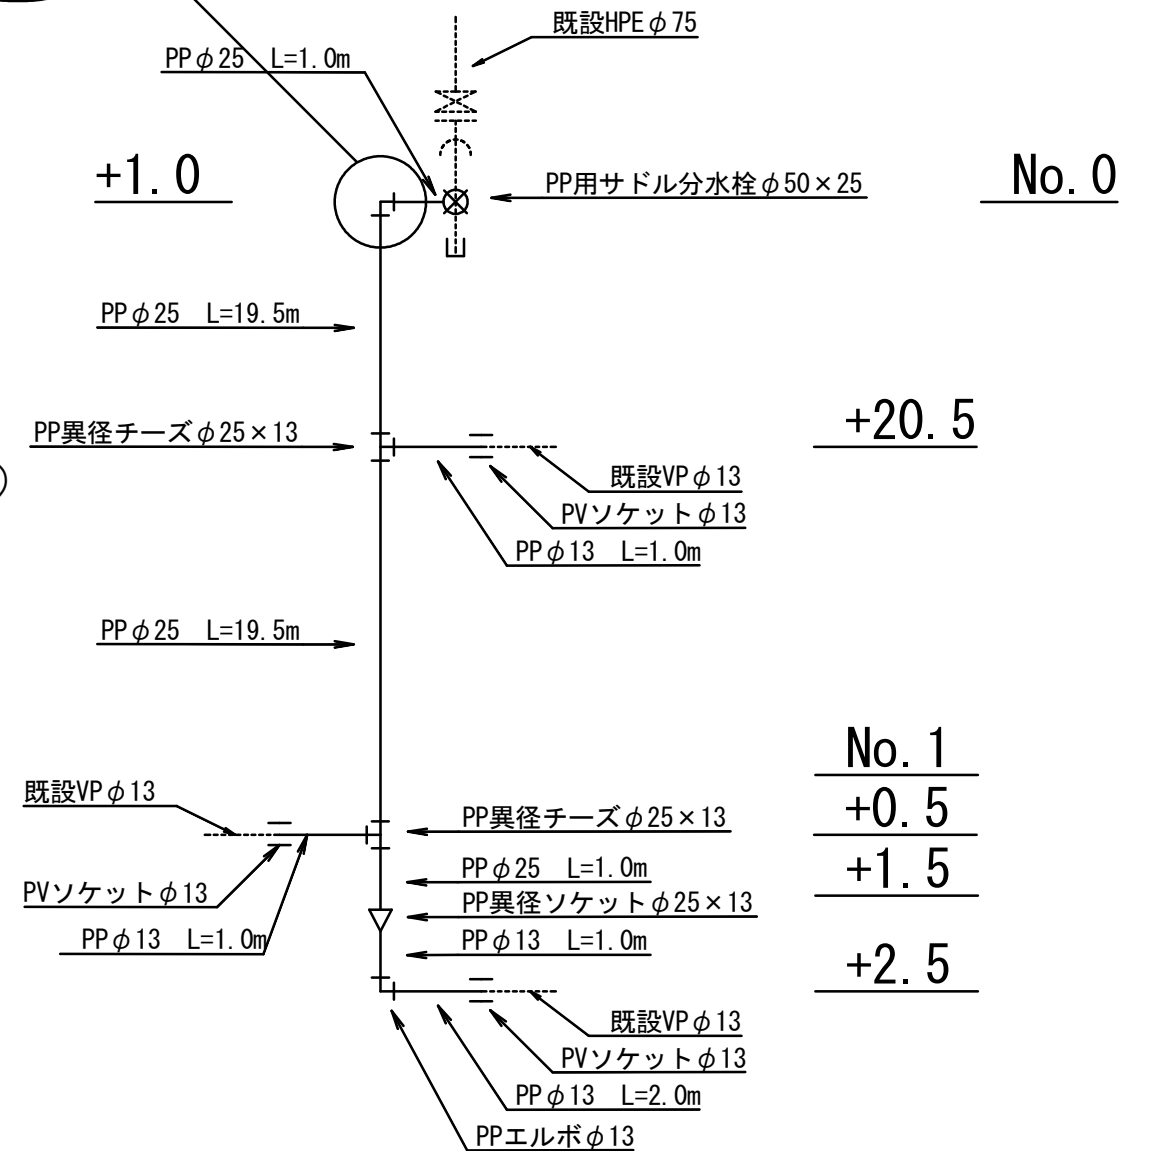 既設HPEφ75
PPφ25 L=1.0m
+1.0
PP用サドル分水栓φ50×25
No.0
PPφ25 L=19.5m
PP異径チーズφ25×13
+20.5
既設VPφ13
PVソケットφ13
PPφ13 L=1.0m
PPφ25 L=19.5m
No.1
既設VPφ13
PP異径チーズφ25×13
+0.5
PPφ25 L=1.0m
+1.5
PVソケットφ13
PP異径ソケットφ25×13
PPφ13 L=1.0m
PPφ13 L=1.0m
+2.5
既設VPφ13
PVソケットφ13
PPφ13 L=2.0m
PPエルボφ13